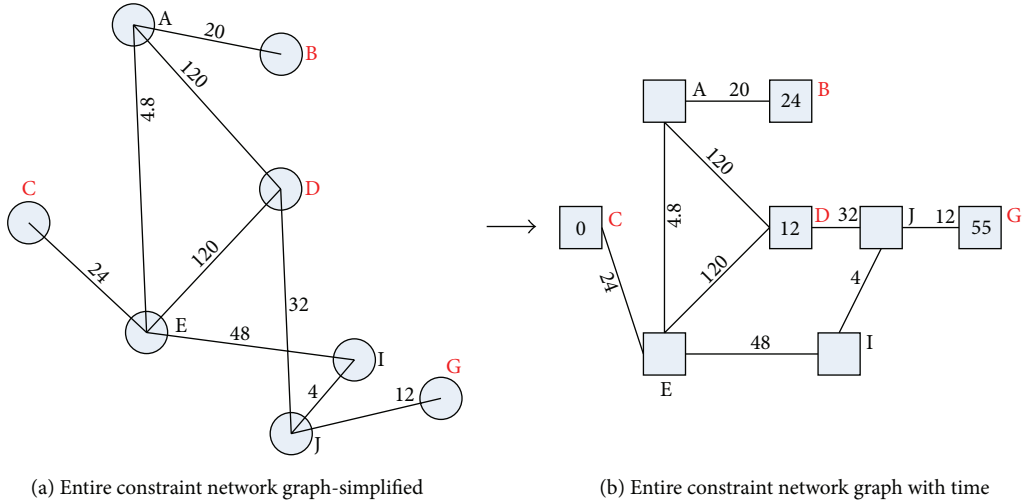 A
20
B
120
4.8
C
D
24
120
E
32
48
I
G
4
12
J
A
20
24
B
120
4.8
0
C
24
120
12
D
32
J
12
55
G
4
48
I
E
(a) Entire constraint network graph-simplified
(b) Entire constraint network graph with time